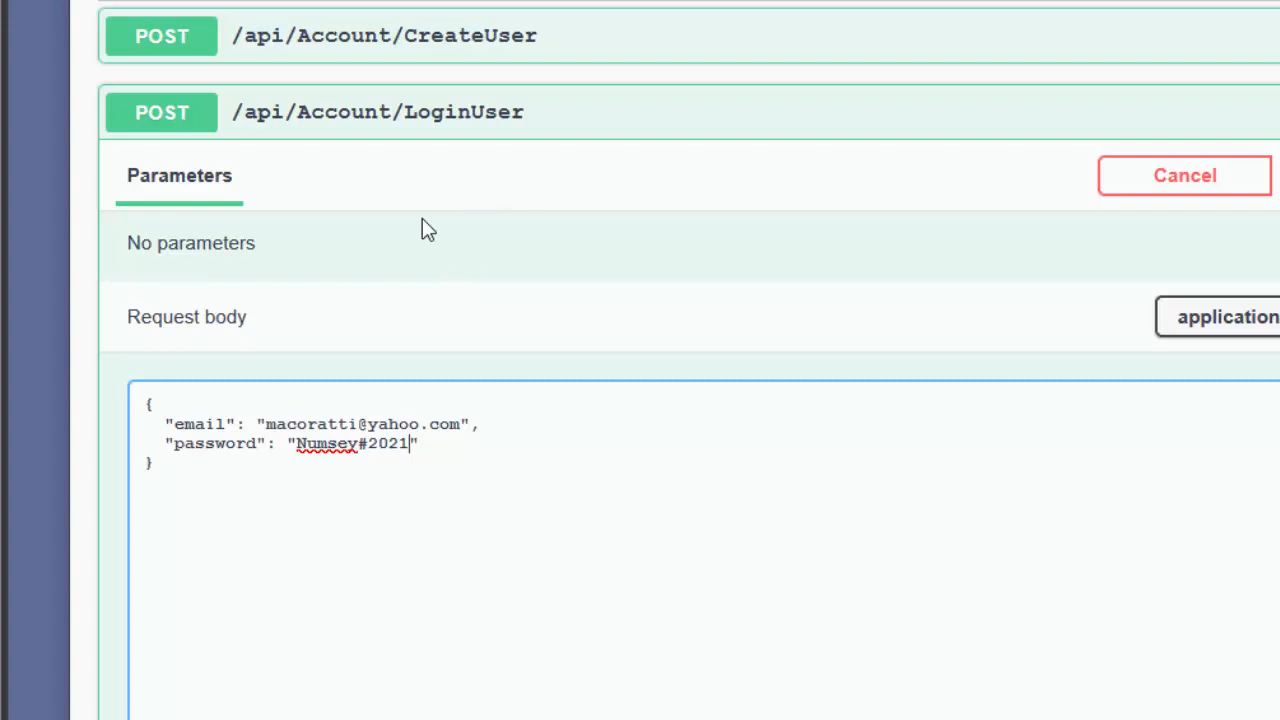 POST /api/Account/CreateUser
POST /api/Account/LoginUser
Parameters
Cancel
No parameters
Request body
application
{
"email": "macoratti@yahoo.com",
"password": "Numsey#2021"
}